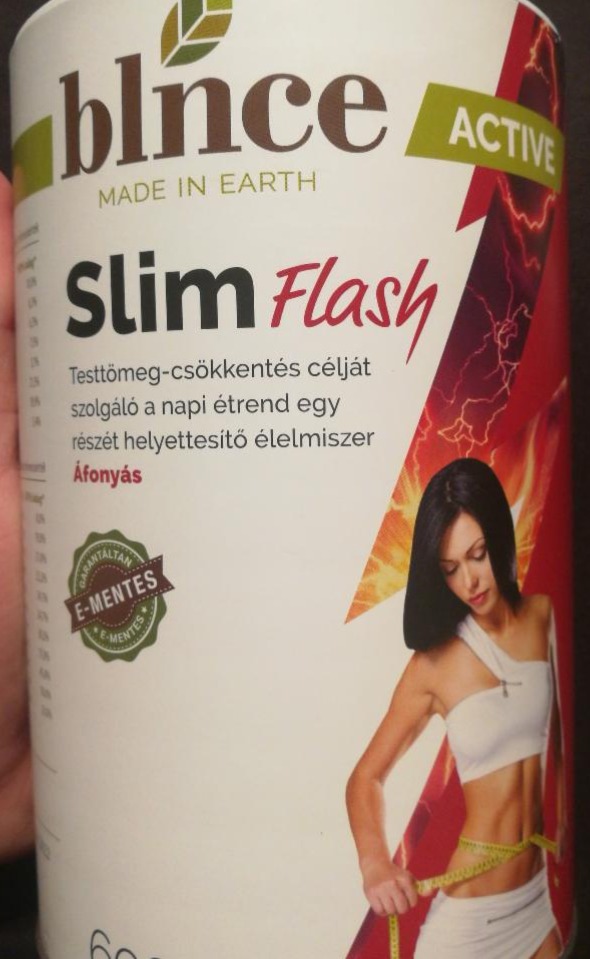 blnce
ACTIVE
MADE IN EARTH
Slim Flash
Testtömeg-csökkentés célját
szolgáló a napi étrend egy
részét helyettesítő élelmiszer
Áfonyás
GARANTÁLTAN
E-MENTES
E-MENTES